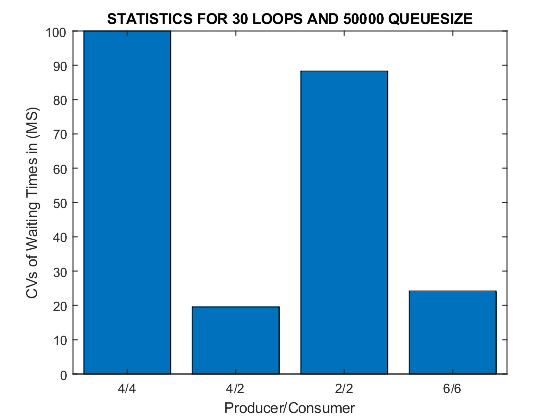 STATISTICS FOR 30 LOOPS AND 50000 QUEUESIZE
CVs of Waiting Times in (MS)
100
90
80
70
60
50
40
30
20
10
0
4/4 4/2 2/2 6/6
Producer/Consumer